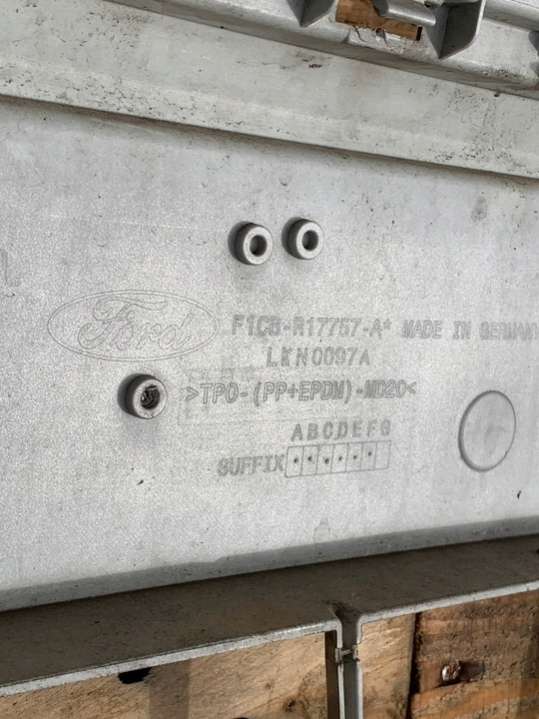 Ford
F1CB-R17757-A* MADE IN GERMANY
LKN0097A
>TPO-(PP+EPDM)-MD20<
ABCDEFG
SUFFIX